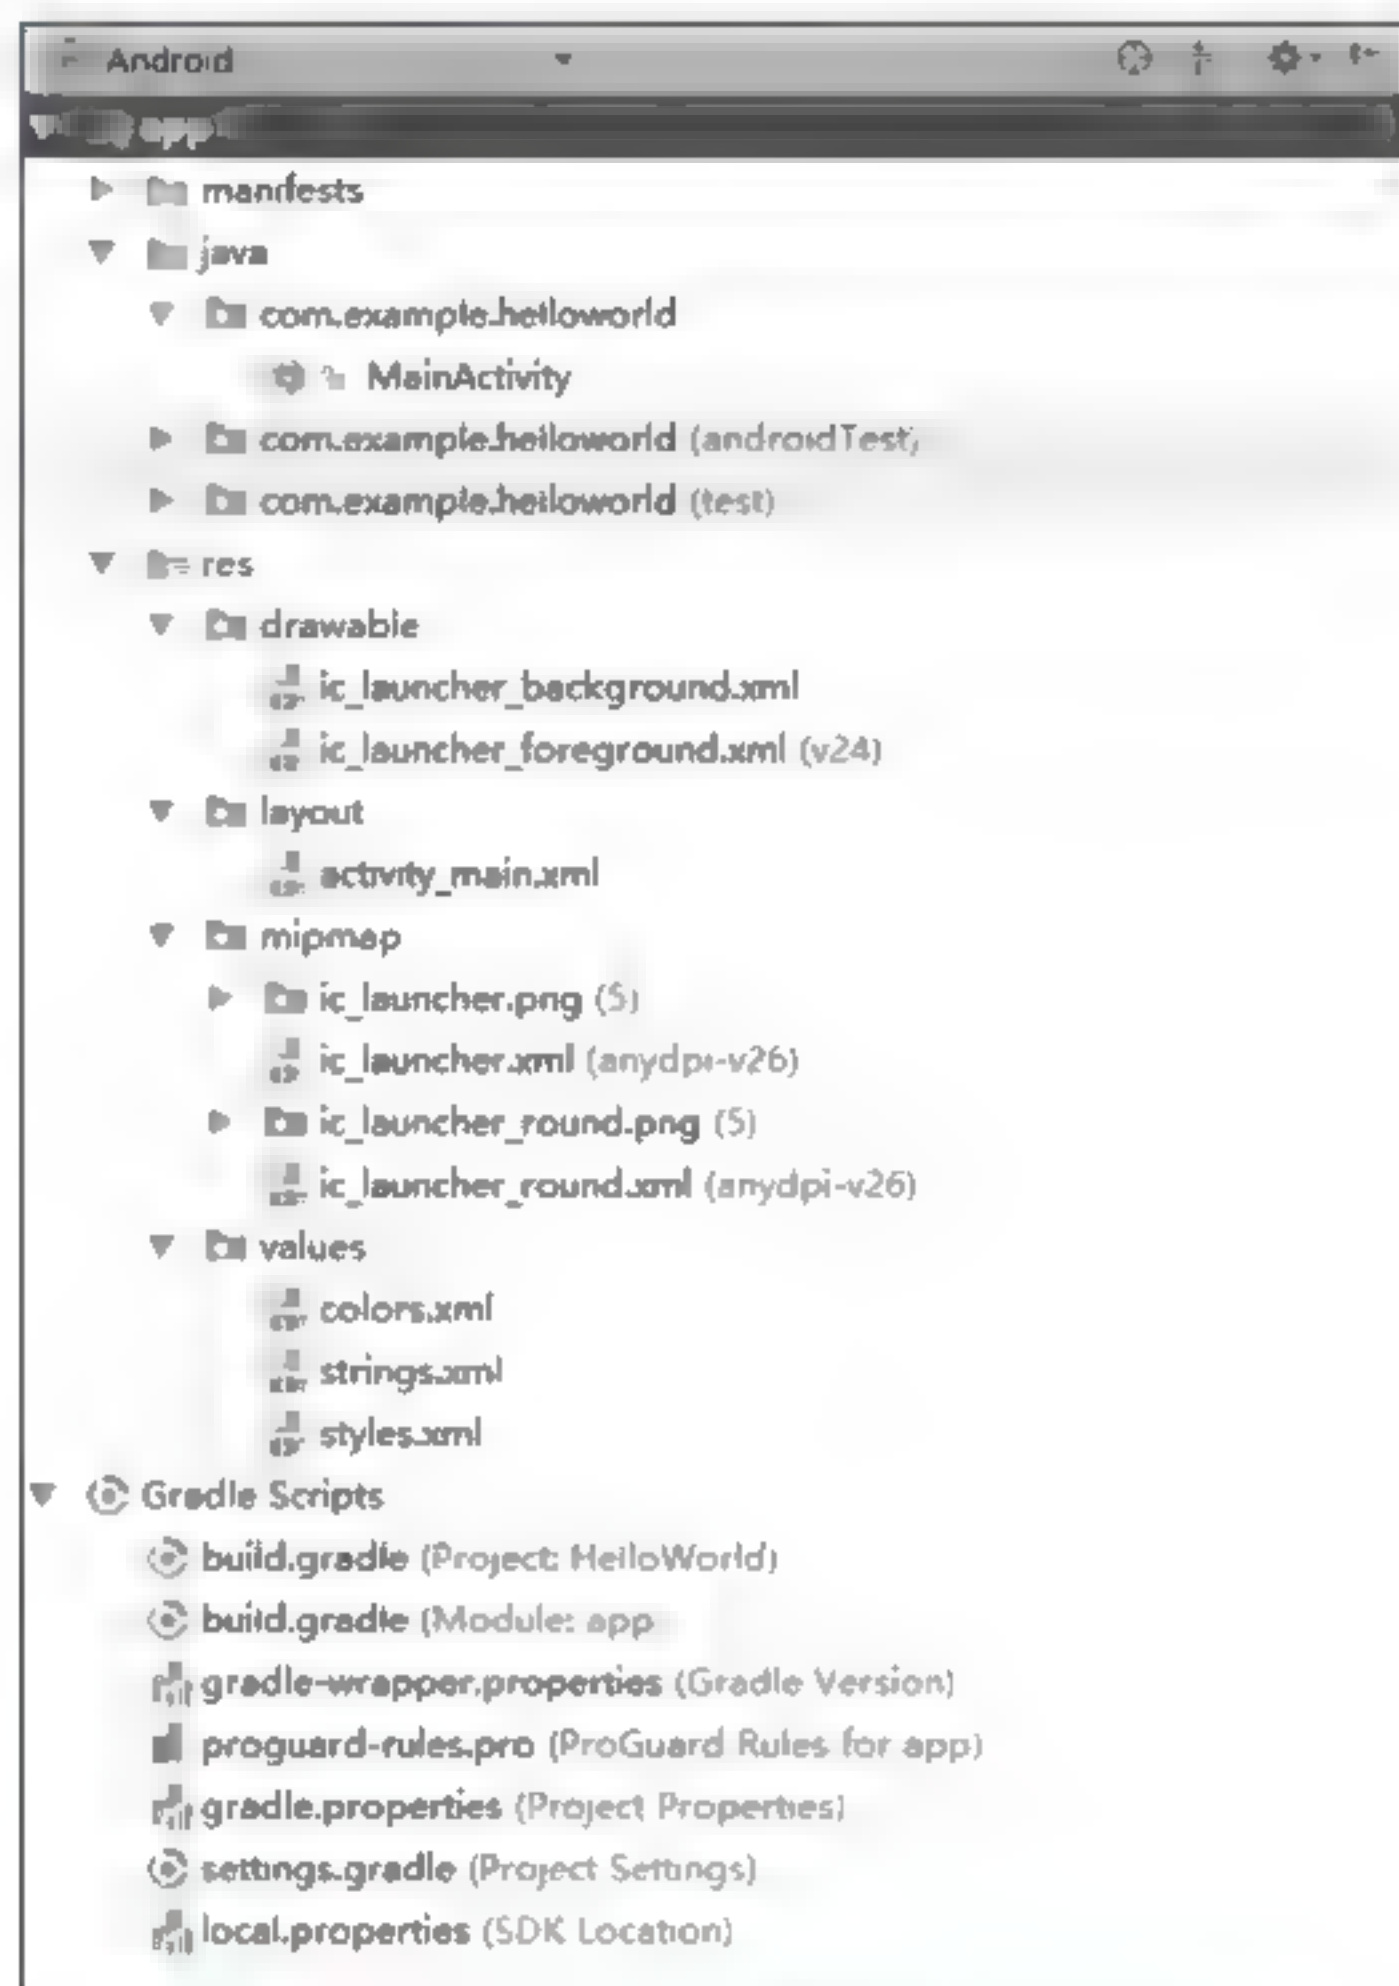 Android
app
manifests
java
com.example.helloworld
MainActivity
com.example.helloworld (androidTest)
com.example.helloworld (test)
res
drawable
ic_launcher_background.xml
ic_launcher_foreground.xml (v24)
layout
activity_main.xml
mipmap
ic_launcher.png (5)
ic_launcher.xml (anydpi-v26)
ic_launcher_round.png (5)
ic_launcher_round.xml (anydpi-v26)
values
colors.xml
strings.xml
styles.xml
Gradle Scripts
build.gradle (Project: HelloWorld)
build.gradle (Module: app
gradle-wrapper.properties (Gradle Version)
proguard-rules.pro (ProGuard Rules for app)
gradle.properties (Project Properties)
settings.gradle (Project Settings)
local.properties (SDK Location)